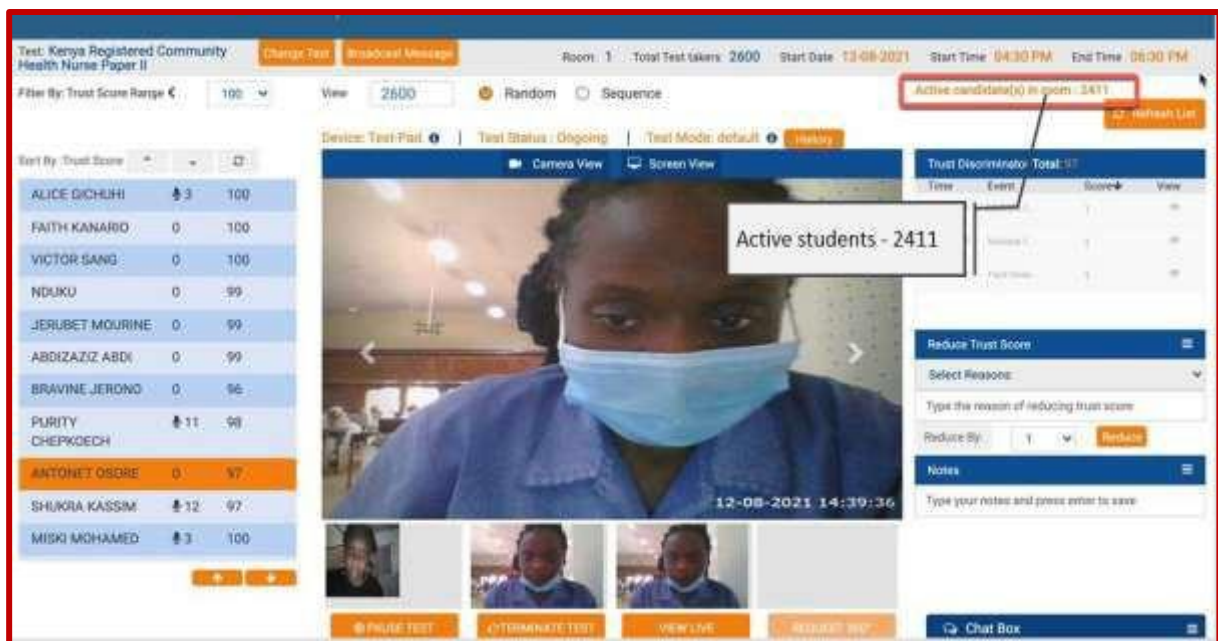 Test: Kenya Registered Community
Health Nurse Paper II
Change Test
Broadcast Message
Room 1 Total Test takers 2600 Start Date 12-08-2021 Start Time 04:30 PM End Time 06:00 PM
Filter By: Trust Score Range 100
View 2600 Random Sequence
Active candidate(s) in room : 2411
Refresh List
Device: Test Pad | Test Status : Ongoing | Test Mode: default History
Sort By: Trust Score
Camera View Screen View
Trust Discriminator Total: 97
Time Event Score View
ALICE GICHUHI 3 100
FAITH KANARIO 0 100
VICTOR SANG 0 100
NDUKU 0 99
JERUBET MOURINE 0 99
ABDIZAZIZ ABDI 0 99
BRAVINE JERONO 0 96
PURITY
CHEPKOECH 11 98
ANTONET OSORE 0 97
SHUKRA KASSIM 12 97
MISKI MOHAMED 3 100
Active students - 2411
12-08-2021 14:39:36
Reduce Trust Score
Select Reasons
Type the reason of reducing trust score
Reduce By: 1 Reduce
Notes
Type your notes and press enter to save
PAUSE TEST
TERMINATE TEST
VIEW LIVE
Chat Box